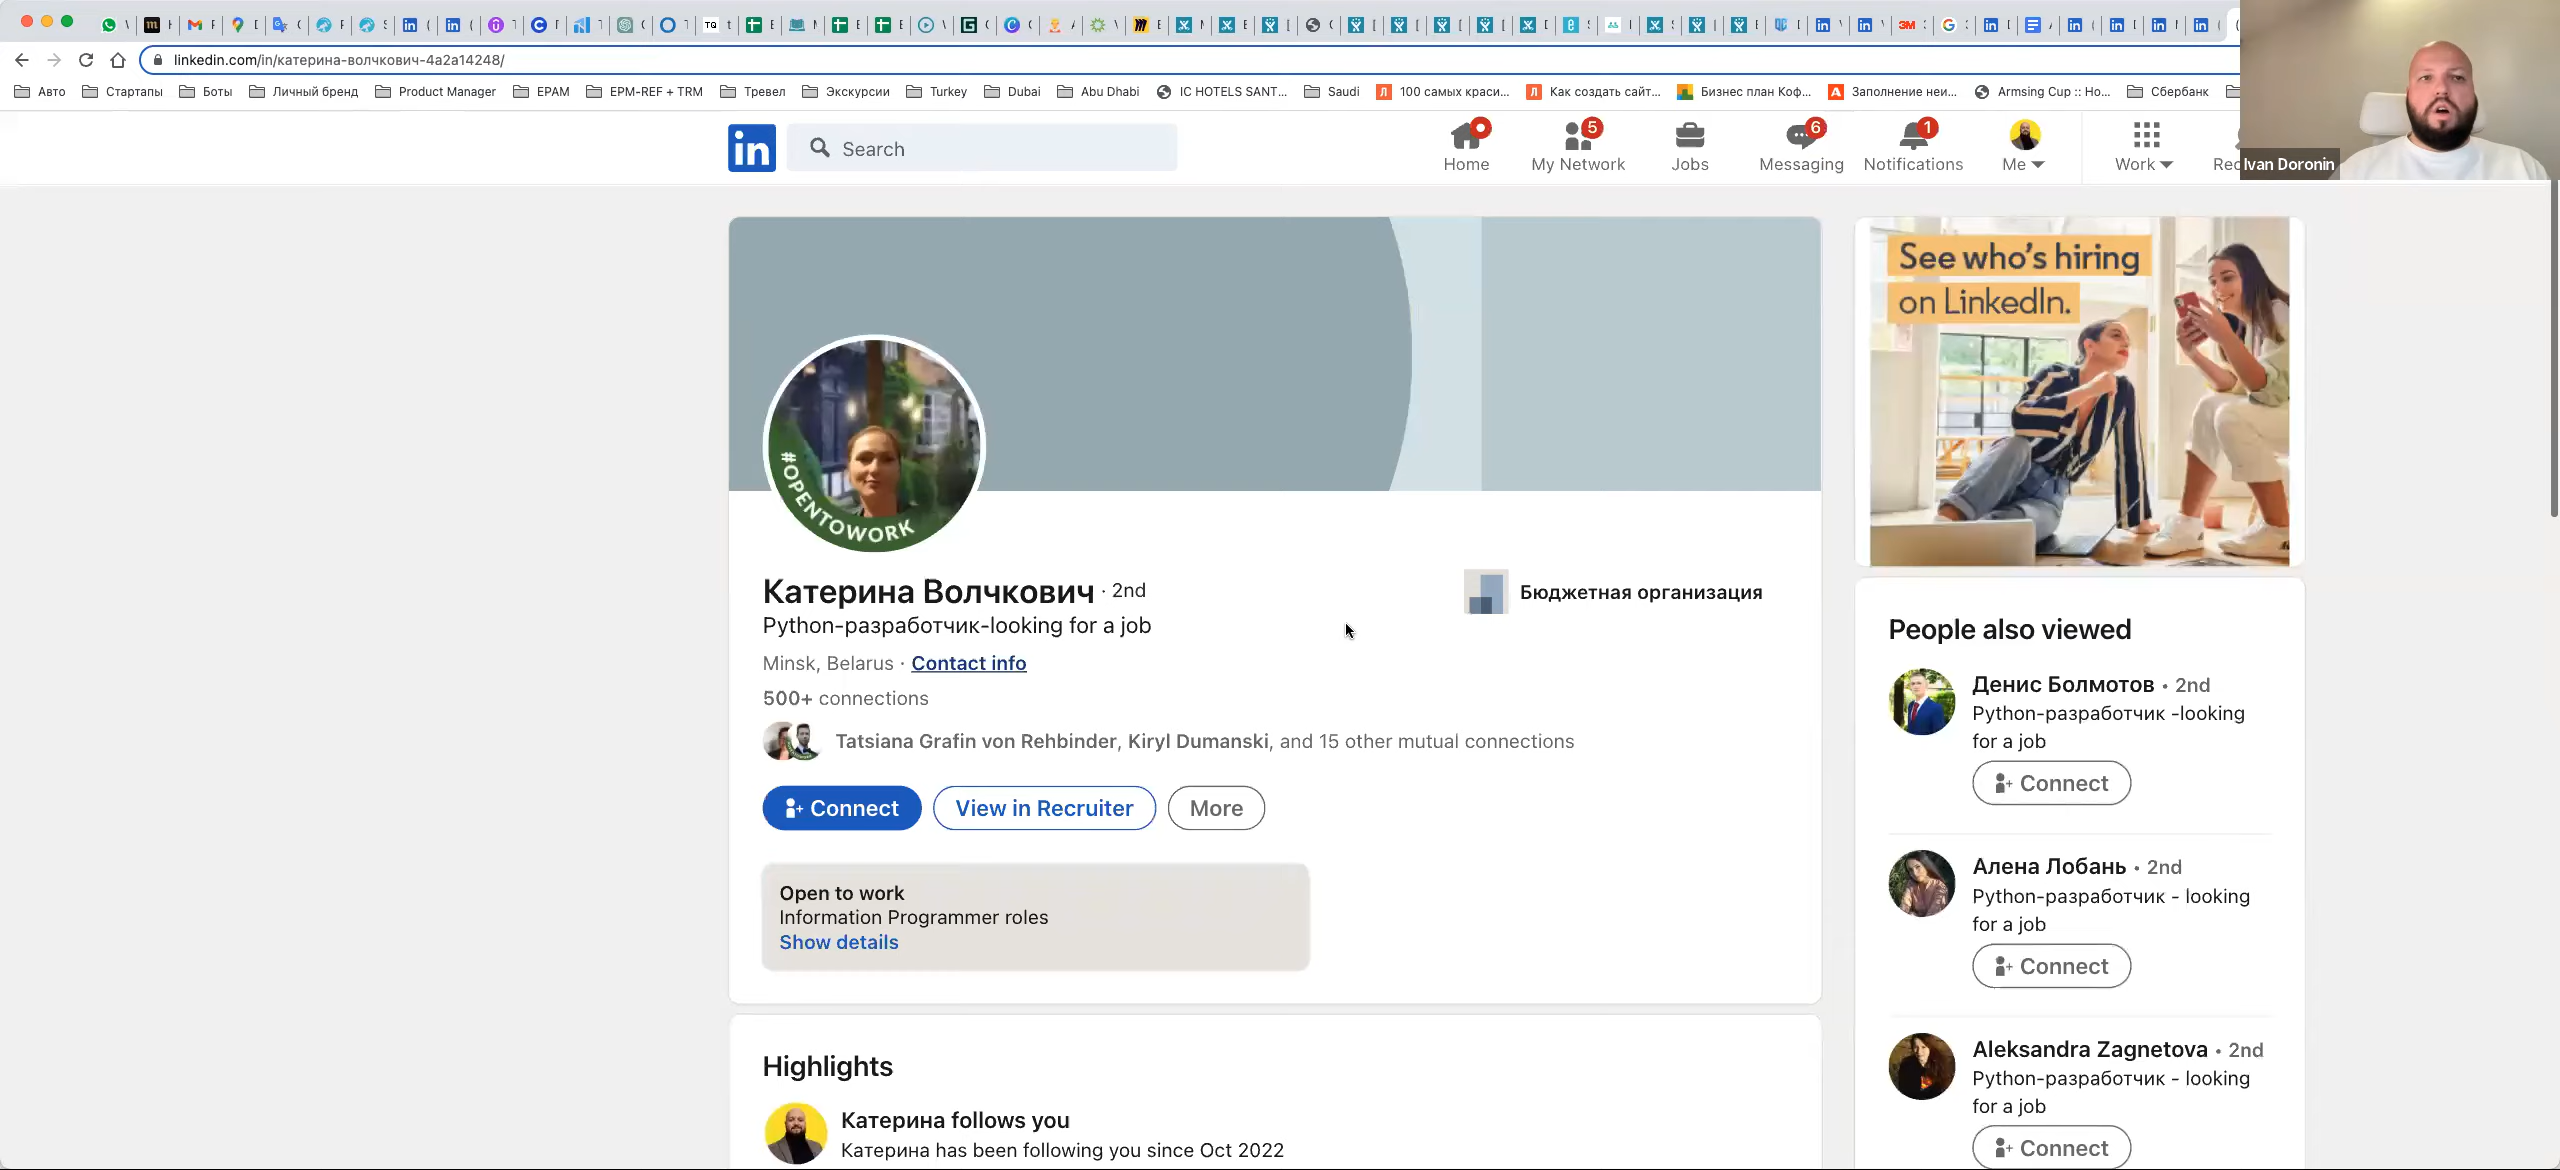 linkedin.com/in/катерина-волчкович-4a2a14248/
Авто
Стартапы
Боты
Личный бренд
Product Manager
EPAM
EPM-REF + TRM
Тревел
Экскурсии
Turkey
Dubai
Abu Dhabi
IC HOTELS SANT...
Saudi
100 самых краси...
Как создать сайт...
Бизнес план Коф...
Заполнение неи...
Armsing Cup :: Ho...
Сбербанк
Ivan Doronin
in
Search
Home
5
My Network
Jobs
6
Messaging
1
Notifications
Me
Work
#OPENTOWORK
Катерина Волчкович · 2nd
Python-разработчик-looking for a job
Minsk, Belarus · Contact info
500+ connections
Tatsiana Grafin von Rehbinder, Kiryl Dumanski, and 15 other mutual connections
Connect
View in Recruiter
More
Бюджетная организация
Open to work
Information Programmer roles
Show details
Highlights
Катерина follows you
Катерина has been following you since Oct 2022
See who's hiring
on LinkedIn.
People also viewed
Денис Болмотов • 2nd
Python-разработчик -looking
for a job
Connect
Алена Лобань • 2nd
Python-разработчик - looking
for a job
Connect
Aleksandra Zagnetova • 2nd
Python-разработчик - looking
for a job
Connect